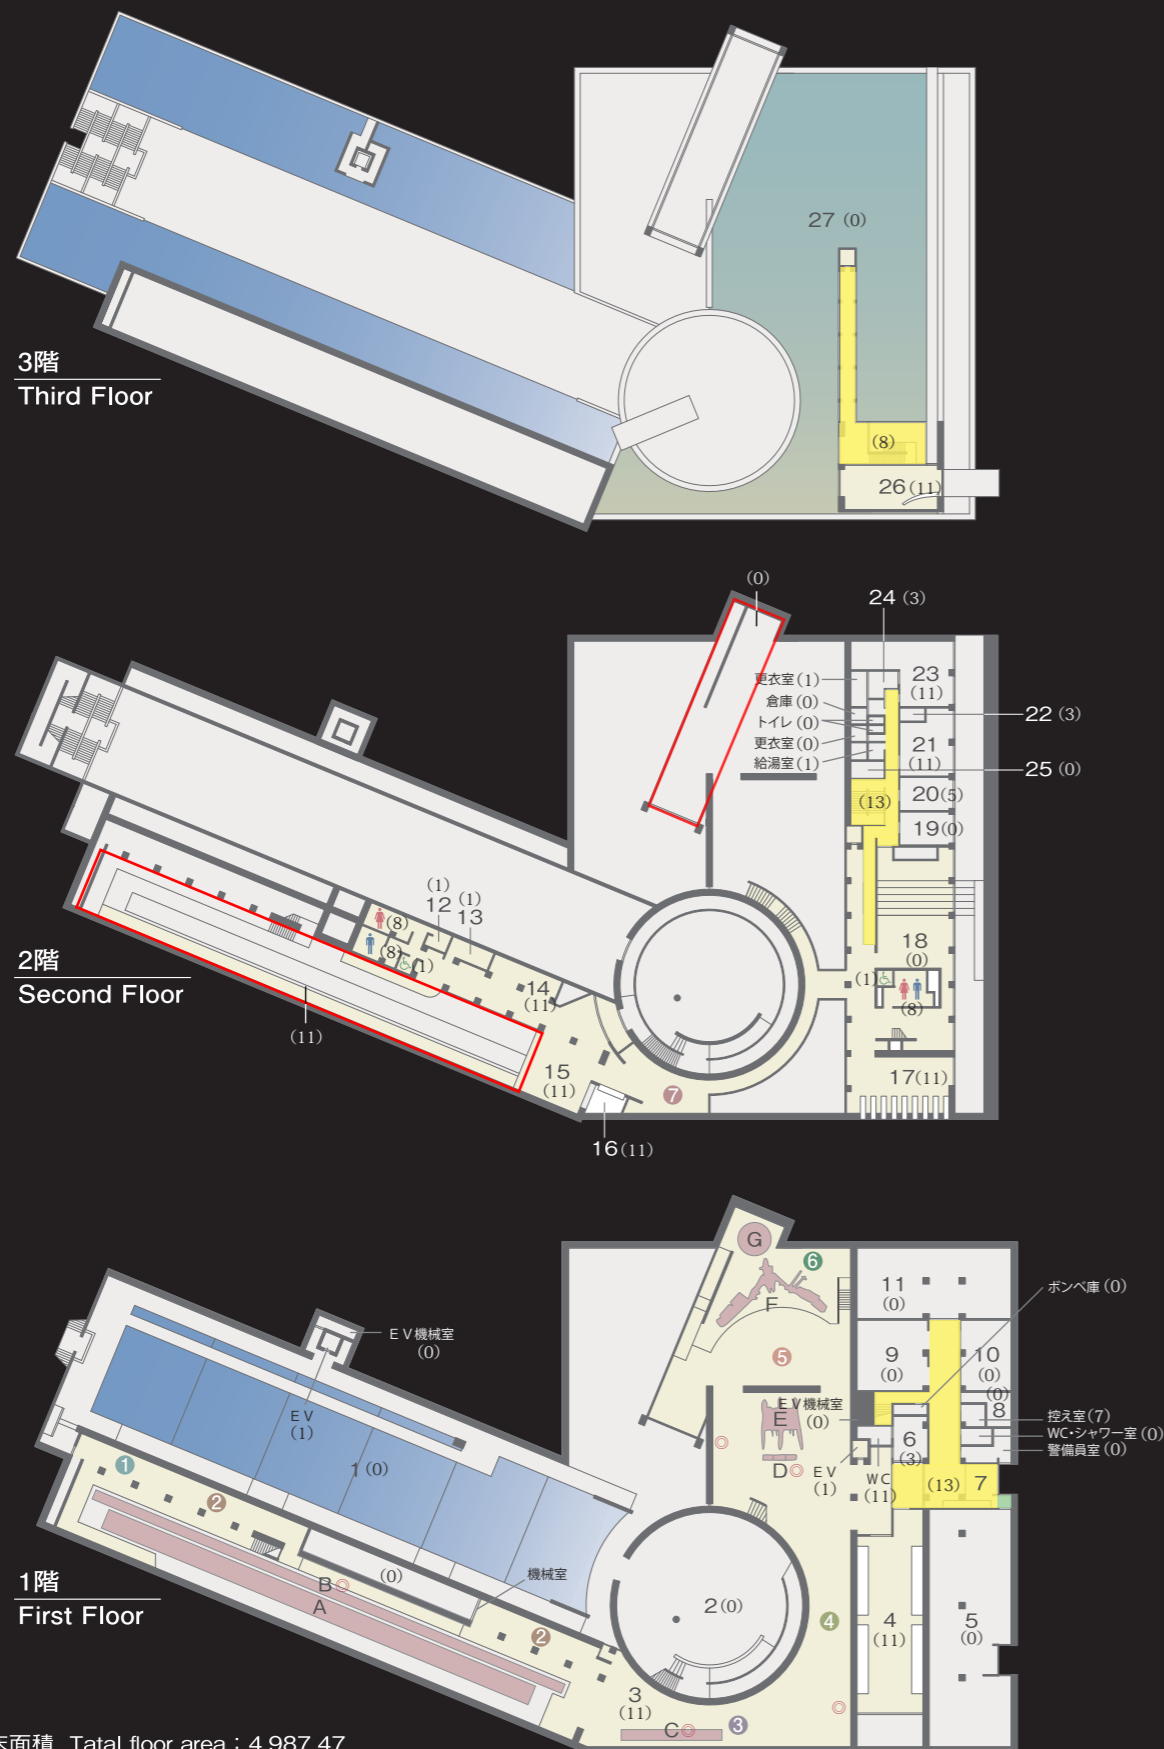 27 (0)
3階
Third Floor
(8)
26 (11)
(0)
24 (3)
更衣室 (1)
23
(11)
倉庫 (0)
トイレ (0)
22 (3)
更衣室 (0)
21
(11)
給湯室 (1)
25 (0)
(13)
20 (5)
19 (0)
(1) (1)
12 13
(8)
(8)
(1)
2階
Second Floor
18
(0)
14
(11)
(1)
(8)
(11)
15
(11)
17 (11)
7
16 (11)
G
6
F
11
(0)
ボンベ庫 (0)
EV機械室
(0)
5
9
(0)
10
(0)
(0)
EV
(1)
EV機械室
(0)
E
8
控え室 (7)
WC・シャワー室 (0)
警備員室 (0)
6
(3)
1
1 (0)
D
EV
(1)
WC
(11)
(13)
7
2
1階
First Floor
(0)
機械室
B
A
2 (0)
4
4
(11)
5
(0)
2
3
(11)
C
3
床面積 Tatal floor area : 4,987.47